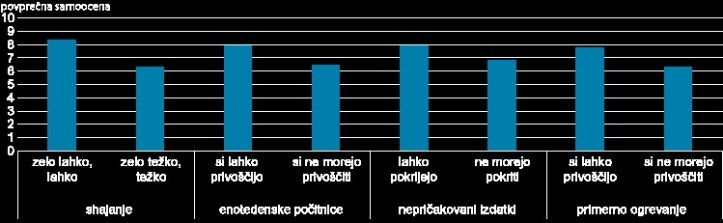 povprečna samoocena
10
9
8
7
6
5
4
3
2
1
0
zelo lahko, lahko
zelo težko, težko
si lahko privoščijo
si ne morejo privoščiti
lahko pokrijejo
ne morejo pokriti
si lahko privoščijo
si ne morejo privoščiti
shajanje
enotedenske počitnice
nepričakovani izdatki
primerno ogrevanje